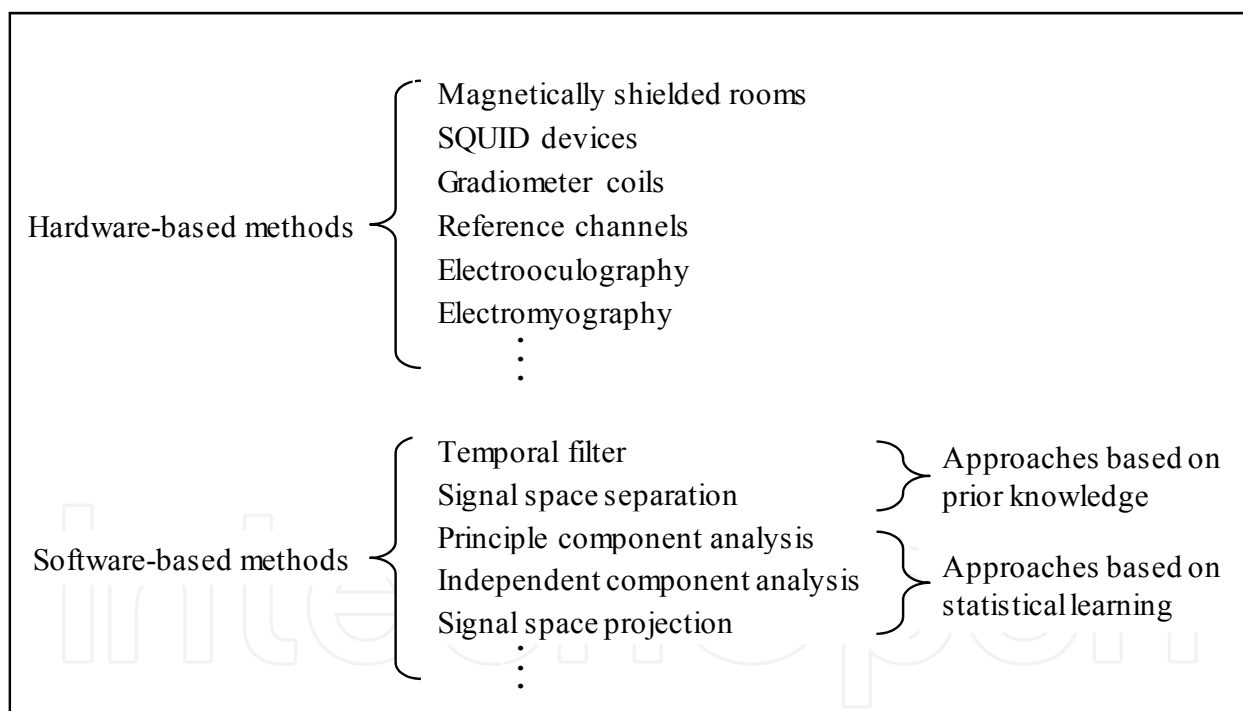 Magnetically shielded rooms
SQUID devices
Gradiometer coils
Hardware-based methods
Reference channels
Electrooculography
Electromyography
Temporal filter
Signal space separation
Approaches based on
prior knowledge
Software-based methods
Principle component analysis
Independent component analysis
Signal space projection
Approaches based on
statistical learning
intechopen